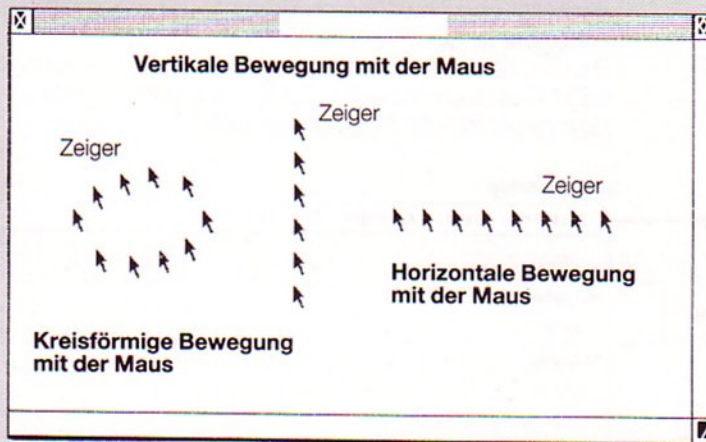 Vertikale Bewegung mit der Maus
Zeiger
Zeiger
Zeiger
Horizontale Bewegung
mit der Maus
Kreisförmige Bewegung
mit der Maus